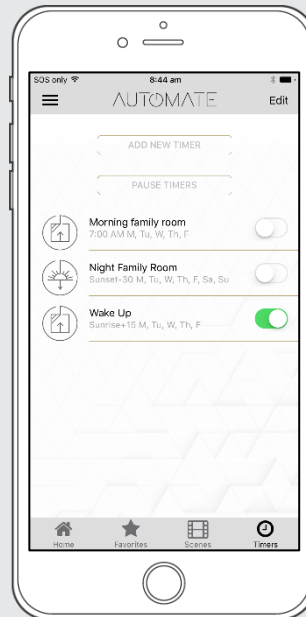 SOS only 8:44 am
AUTOMATE Edit
ADD NEW TIMER
PAUSE TIMERS
Morning family room
7:00 AM M, Tu, W, Th, F
Night Family Room
Sunset-30 M, Tu, W, Th, F, Sa, Su
Wake Up
Sunrise+15 M, Tu, W, Th, F
Home Favorites Scenes Timers